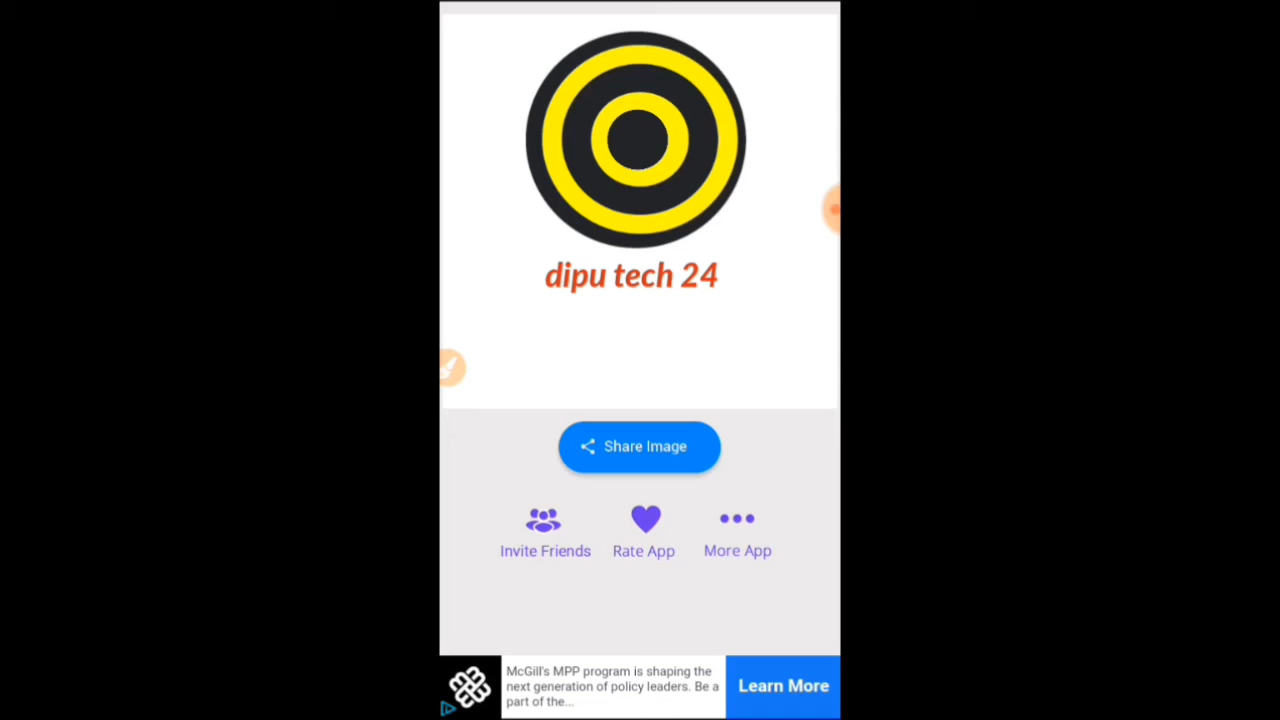 dipu tech 24
Share Image
Invite Friends
Rate App
More App
McGill's MPP program is shaping the
next generation of policy leaders. Be a
part of the...
Learn More